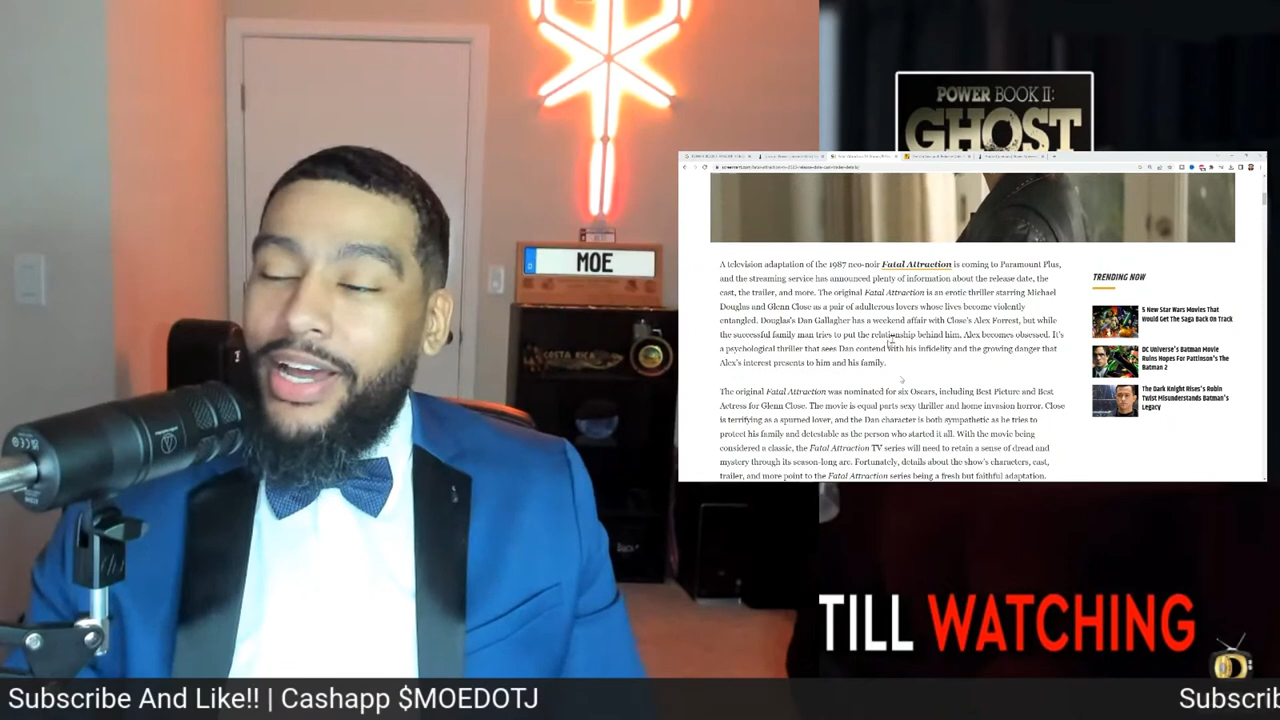 MOE
COSTA RICA
POWER BOOK II:
GHOST
A television adaptation of the 1987 neo-noir Fatal Attraction is coming to Paramount Plus,
and the streaming service has announced plenty of information about the release date, the
cast, the trailer, and more. The original Fatal Attraction is an erotic thriller starring Michael
Douglas and Glenn Close as a pair of adulterous lovers whose lives become violently
entangled. Douglas's Dan Gallagher has a weekend affair with Close's Alex Forrest, but while
the successful family man tries to put the relationship behind him, Alex becomes obsessed. It's
a psychological thriller that sees Dan contend with his infidelity and the growing danger that
Alex's interest presents to him and his family.
The original Fatal Attraction was nominated for six Oscars, including Best Picture and Best
Actress for Glenn Close. The movie is equal parts sexy thriller and home invasion horror. Close
is terrifying as a spurned lover, and the Dan character is both sympathetic as he tries to
protect his family and detestable as the person who started it all. With the movie being
considered a classic, the Fatal Attraction TV series will need to retain a sense of dread and
mystery through its season-long arc. Fortunately, details about the show's characters, cast,
trailer, and more point to the Fatal Attraction series being a fresh but faithful adaptation.
TRENDING NOW
5 New Star Wars Movies That
Would Get The Saga Back On Track
DC Universe's Batman Movie
Ruins Hopes For Pattinson's The
Batman 2
The Dark Knight Rises's Robin
Twist Misunderstands Batman's
Legacy
TILL WATCHING
Subscribe And Like!! | Cashapp $MOEDOTJ
Subscrib